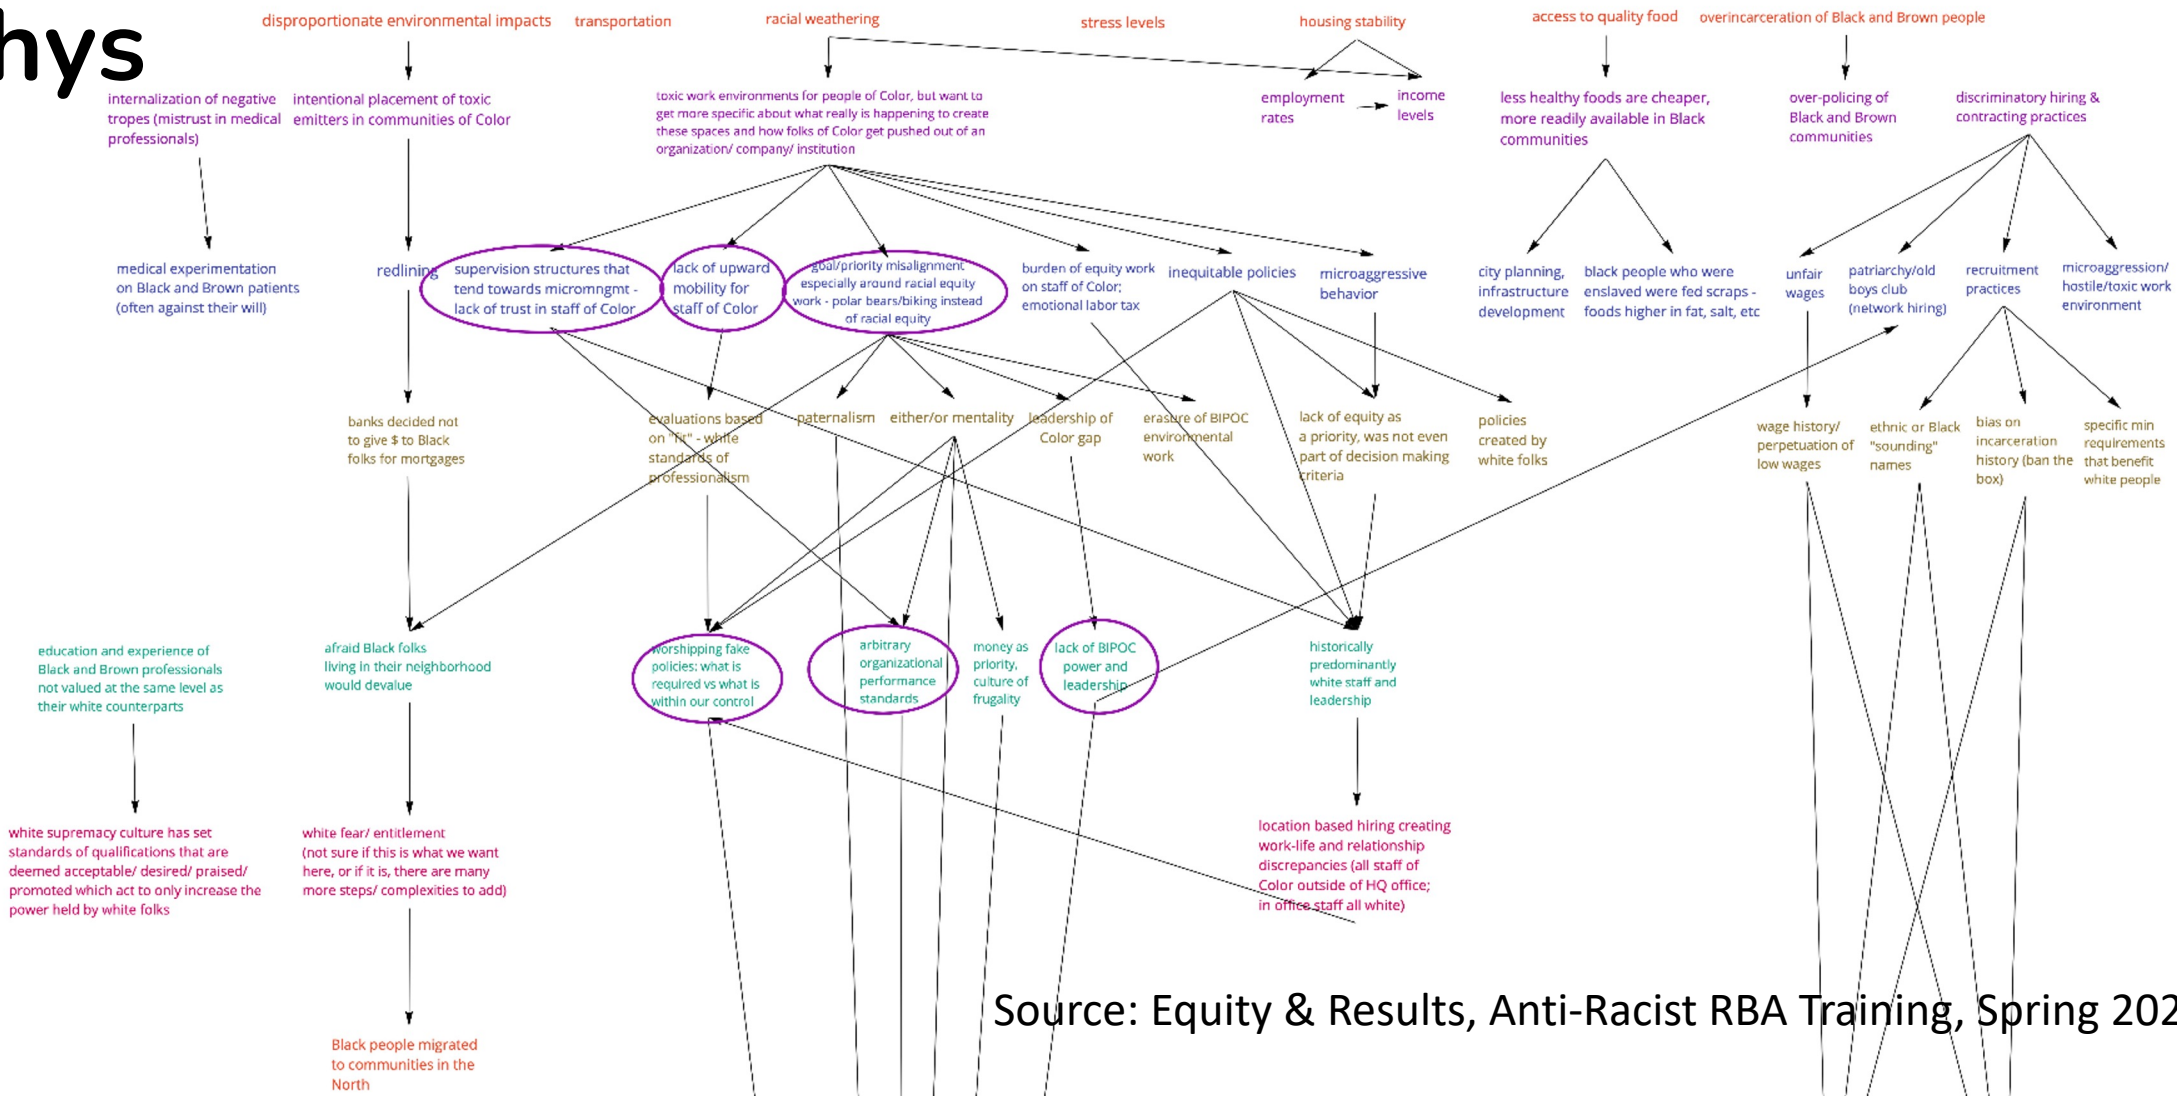 hys
disproportionate environmental impacts
transportation
racial weathering
stress levels
housing stability
access to quality food
overincarceration of Black and Brown people
internalization of negative
tropes (mistrust in medical
professionals)
intentional placement of toxic
emitters in communities of Color
toxic work environments for people of Color, but want to
get more specific about what really is happening to create
these spaces and how folks of Color get pushed out of an
organization/ company/ institution
employment
rates
income
levels
less healthy foods are cheaper,
more readily available in Black
communities
over-policing of
Black and Brown
communities
discriminatory hiring &
contracting practices
medical experimentation
on Black and Brown patients
(often against their will)
redlining
supervision structures that
tend towards micromngmt -
lack of trust in staff of Color
lack of upward
mobility for
staff of Color
goal/priority misalignment
especially around racial equity
work - polar bears/biking instead
of racial equity
burden of equity work
on staff of Color;
emotional labor tax
inequitable policies
microaggressive
behavior
city planning,
infrastructure
development
black people who were
enslaved were fed scraps -
foods higher in fat, salt, etc
unfair
wages
patriarchy/old
boys club
(network hiring)
recruitment
practices
microaggression/
hostile/toxic work
environment
banks decided not
to give $ to Black
folks for mortgages
evaluations based
on "fit" - white
standards of
professionalism
paternalism
either/or mentality
leadership of
Color gap
erasure of BIPOC
environmental
work
lack of equity as
a priority, was not even
part of decision making
criteria
policies
created by
white folks
wage history/
perpetuation of
low wages
ethnic or Black
"sounding"
names
bias on
incarceration
history (ban the
box)
specific min
requirements
that benefit
white people
education and experience of
Black and Brown professionals
not valued at the same level as
their white counterparts
afraid Black folks
living in their neighborhood
would devalue
worshipping fake
policies: what is
required vs what is
within our control
arbitrary
organizational
performance
standards
money as
priority,
culture of
frugality
lack of BIPOC
power and
leadership
historically
predominantly
white staff and
leadership
white supremacy culture has set
standards of qualifications that are
deemed acceptable/ desired/ praised/
promoted which act to only increase the
power held by white folks
white fear/ entitlement
(not sure if this is what we want
here, or if it is, there are many
more steps/ complexities to add)
location based hiring creating
work-life and relationship
discrepancies (all staff of
Color outside of HQ office;
in office staff all white)
Black people migrated
to communities in the
North
Source: Equity & Results, Anti-Racist RBA Training, Spring 202